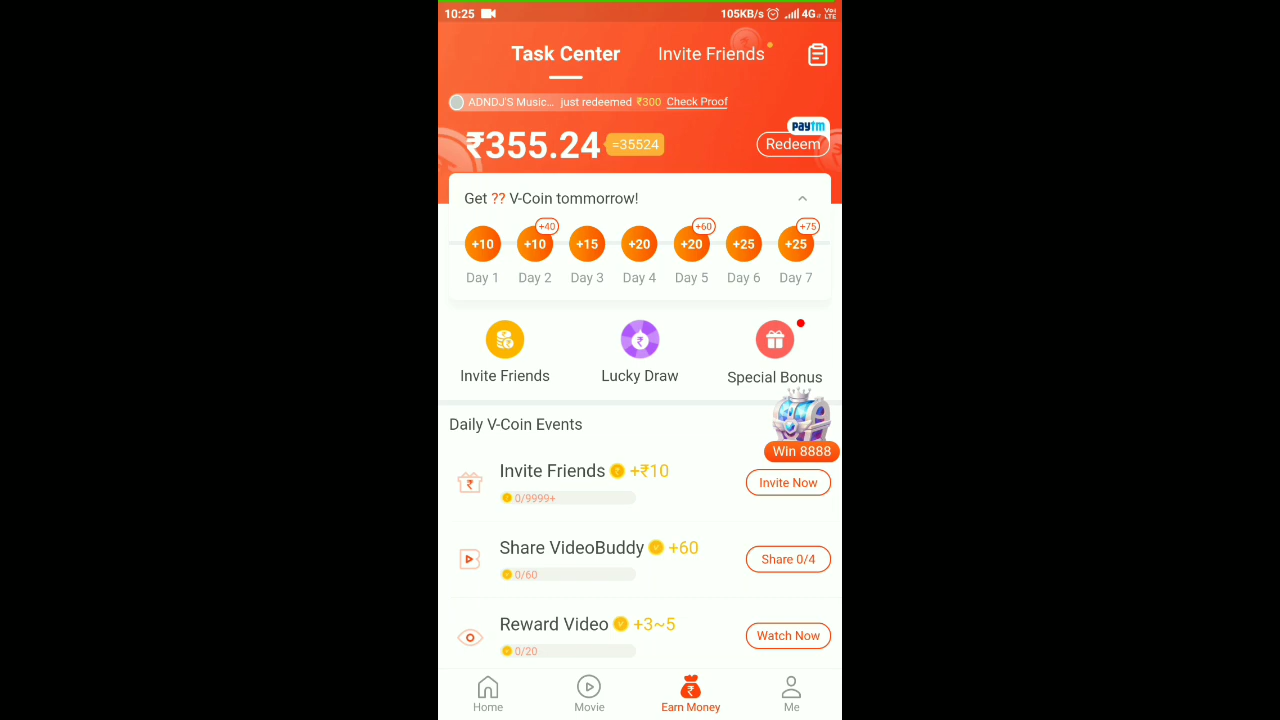 10:25 105KB/s 4G Vo) LTE
Task Center Invite Friends
ADNDJ'S Music... just redeemed ₹300 Check Proof
₹355.24 =35524 paytm
Redeem
Get ?? V-Coin tommorrow!
+40 +60 +75
+10 +10 +15 +20 +20 +25 +25
Day 1 Day 2 Day 3 Day 4 Day 5 Day 6 Day 7
Invite Friends Lucky Draw Special Bonus
Daily V-Coin Events
Win 8888
Invite Friends +₹10
0/9999+
Invite Now
Share VideoBuddy +60
0/60
Share 0/4
Reward Video +3~5
0/20
Watch Now
Home Movie Earn Money Me